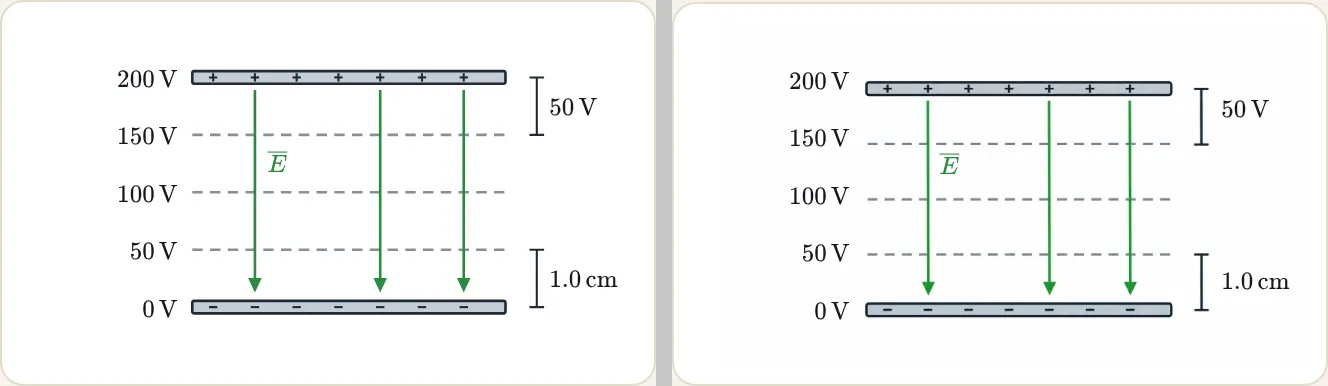 200 V
+ + + + + + +
50 V
150 V
E̅
100 V
50 V
1.0 cm
0 V
− − − − − − −
200 V
+ + + + + + +
50 V
150 V
E̅
100 V
50 V
1.0 cm
0 V
− − − − − − −